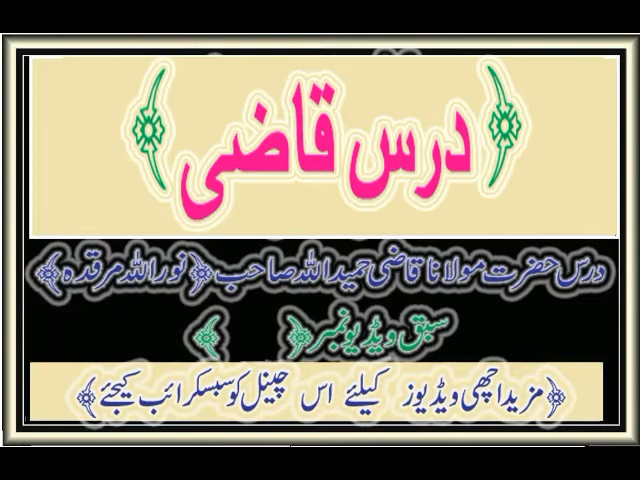 ﴿درس قاضی﴾
درس حضرت مولانا قاضی حمید اللہ صاحب ﴿نور اللہ مرقدہ﴾
سبق ویڈیو نمبر ﴿ ﴾
﴿مزید اچھی ویڈیوز کیلئے اس چینل کو سبسکرائب کیجئے﴾